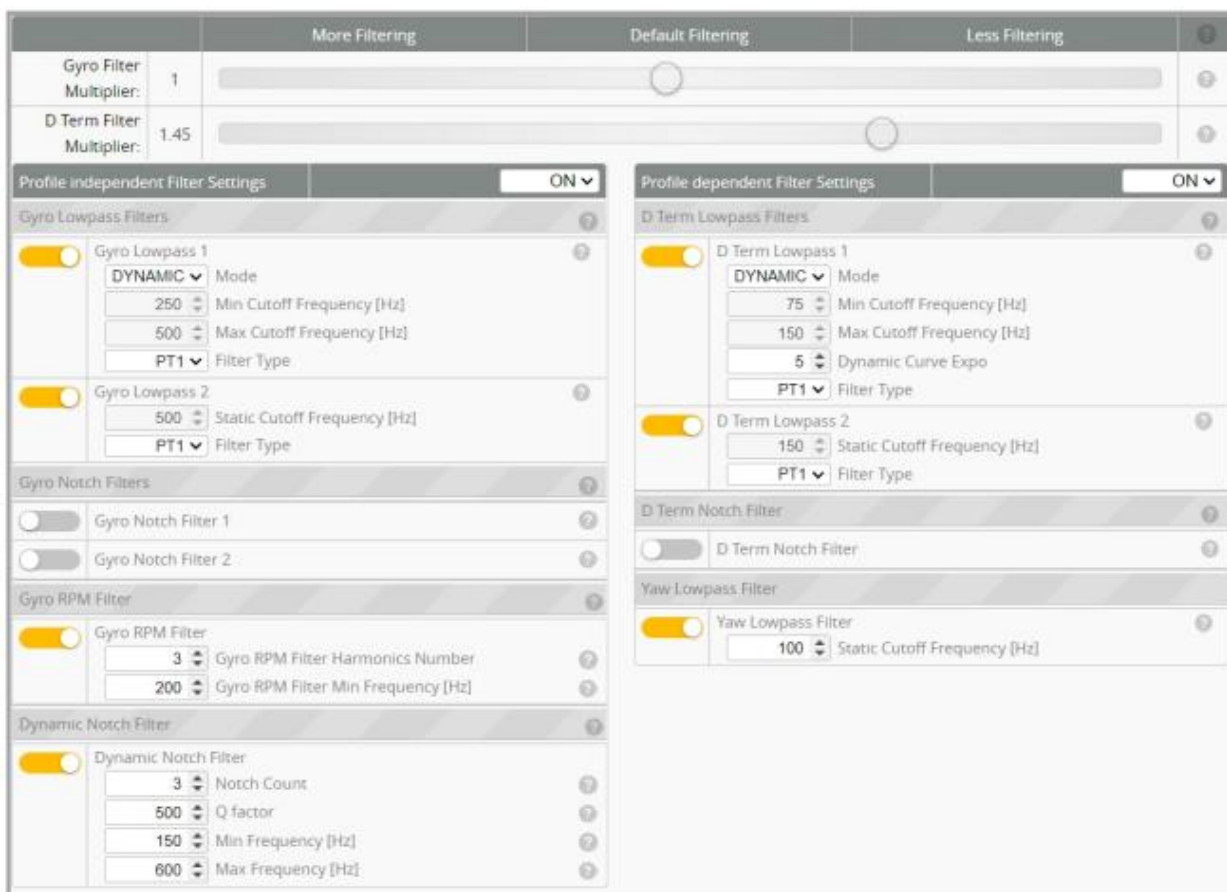 More Filtering Default Filtering Less Filtering
Gyro Filter
Multiplier: 1
D Term Filter
Multiplier: 1.45
Profile independent Filter Settings ON
Gyro Lowpass Filters
Gyro Lowpass 1
DYNAMIC Mode
250 Min Cutoff Frequency [Hz]
500 Max Cutoff Frequency [Hz]
PT1 Filter Type
Gyro Lowpass 2
500 Static Cutoff Frequency [Hz]
PT1 Filter Type
Gyro Notch Filters
Gyro Notch Filter 1
Gyro Notch Filter 2
Gyro RPM Filter
Gyro RPM Filter
3 Gyro RPM Filter Harmonics Number
200 Gyro RPM Filter Min Frequency [Hz]
Dynamic Notch Filter
Dynamic Notch Filter
3 Notch Count
500 Q factor
150 Min Frequency [Hz]
600 Max Frequency [Hz]
Profile dependent Filter Settings ON
D Term Lowpass Filters
D Term Lowpass 1
DYNAMIC Mode
75 Min Cutoff Frequency [Hz]
150 Max Cutoff Frequency [Hz]
5 Dynamic Curve Expo
PT1 Filter Type
D Term Lowpass 2
150 Static Cutoff Frequency [Hz]
PT1 Filter Type
D Term Notch Filter
D Term Notch Filter
Yaw Lowpass Filter
Yaw Lowpass Filter
100 Static Cutoff Frequency [Hz]